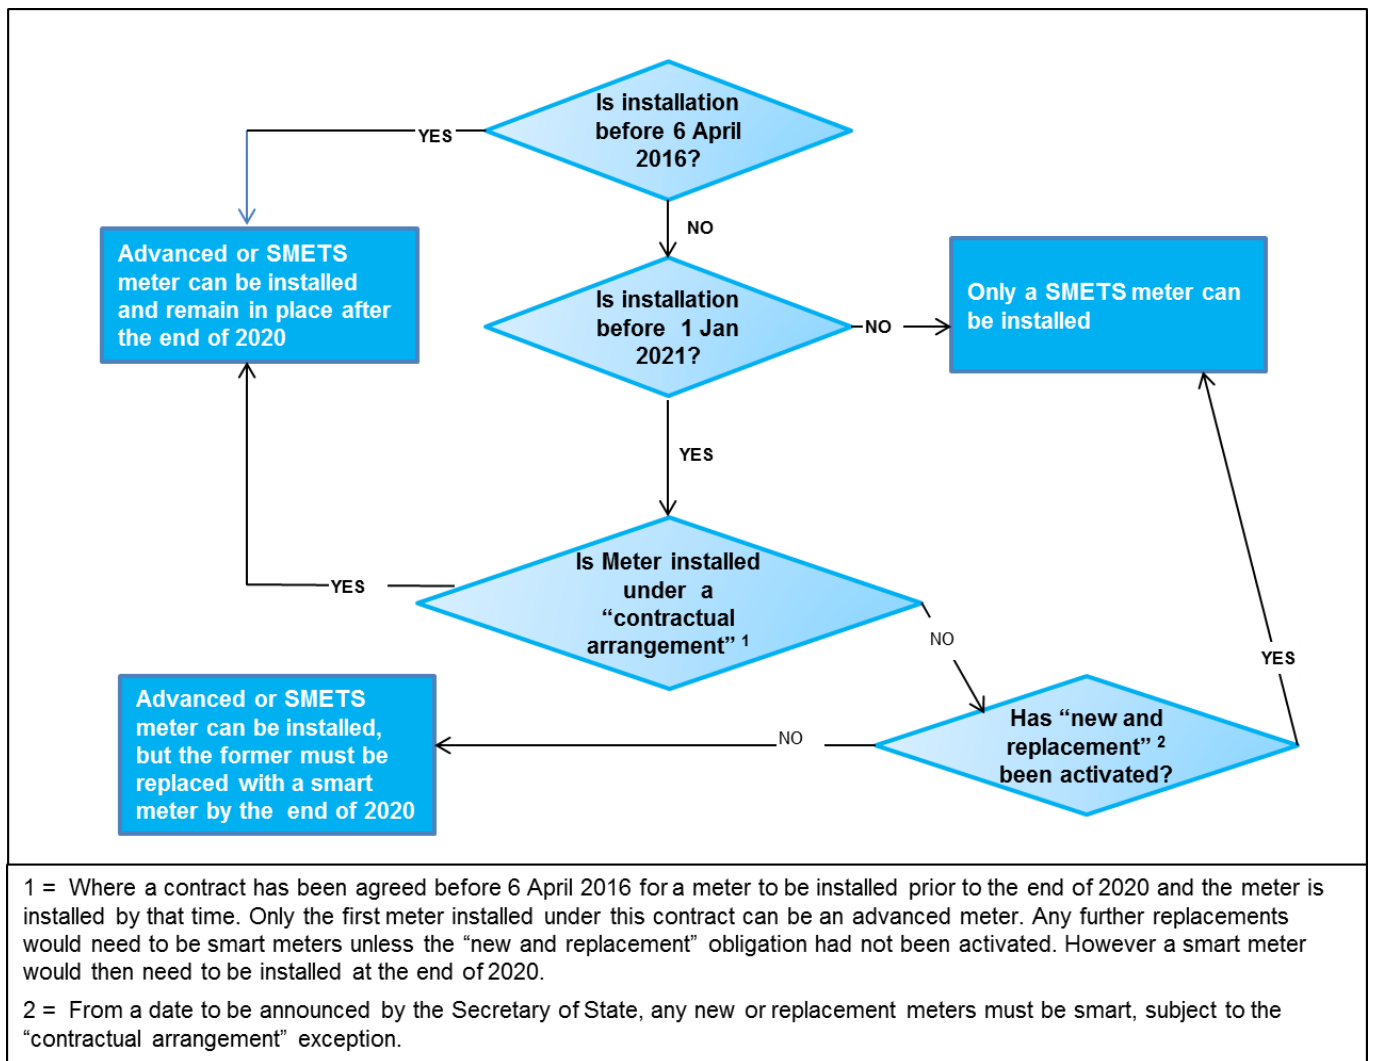 Is installation
before 6 April
2016?
YES
NO
Advanced or SMETS
meter can be installed
and remain in place after
the end of 2020
Is installation
before 1 Jan
2021?
NO
Only a SMETS meter can
be installed
YES
Is Meter installed
under a
“contractual
arrangement” 1
YES
NO
YES
Advanced or SMETS
meter can be installed,
but the former must be
replaced with a smart
meter by the end of 2020
NO
Has “new and
replacement” 2
been activated?
1 = Where a contract has been agreed before 6 April 2016 for a meter to be installed prior to the end of 2020 and the meter is
installed by that time. Only the first meter installed under this contract can be an advanced meter. Any further replacements
would need to be smart meters unless the “new and replacement” obligation had not been activated. However a smart meter
would then need to be installed at the end of 2020.
2 = From a date to be announced by the Secretary of State, any new or replacement meters must be smart, subject to the
“contractual arrangement” exception.